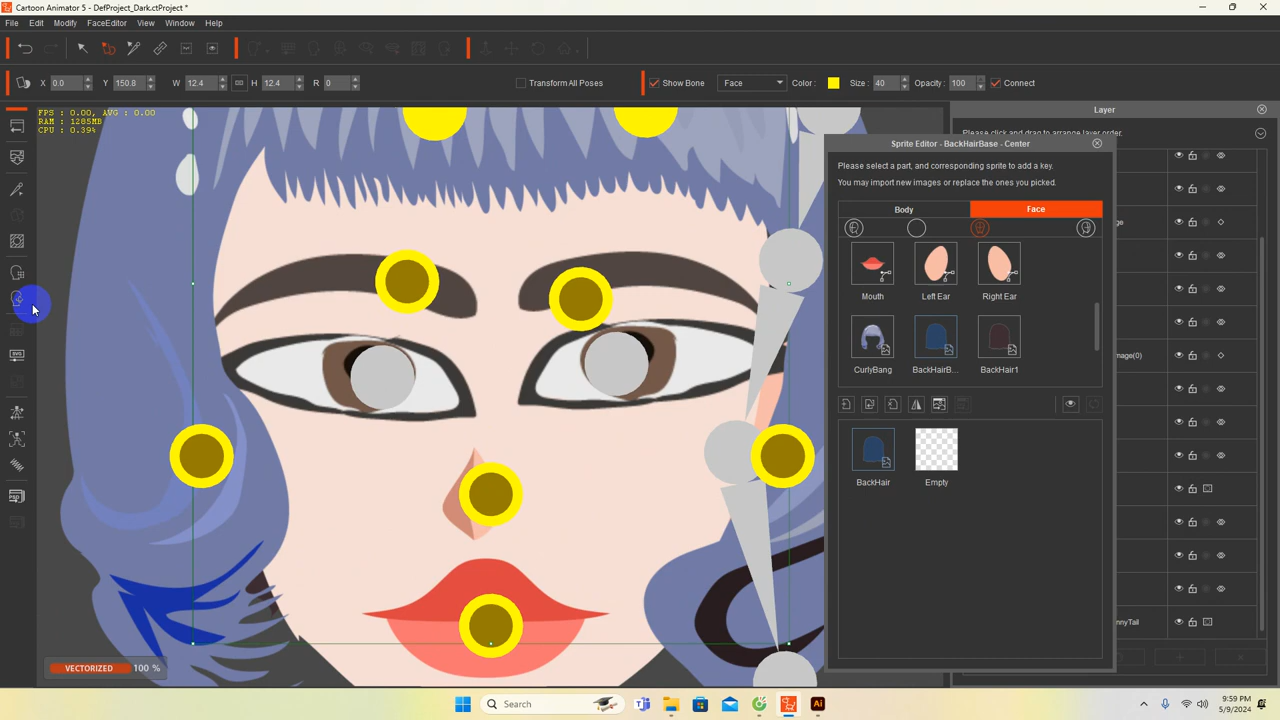 Cartoon Animator 5 - DefProject_Dark.ctProject *
File Edit Modify FaceEditor View Window Help
X 0.0 Y 150.8 W 12.4 H 12.4 R 0 Transform All Poses Show Bone Face Color : Size : 40 Opacity : 100 Connect
FPS : 0.00, AVG : 0.00
RAM : 1285MB
CPU : 0.39%
Layer
Please click and drag to arrange layer order.
Sprite Editor - BackHairBase - Center
Please select a part, and corresponding sprite to add a key.
You may import new images or replace the ones you picked.
Body Face
Mouth Left Ear Right Ear
CurlyBang BackHairB... BackHair1
BackHair Empty
ge
mage(0)
nnyTail
VECTORIZED 100 %
Search
Ai
9:59 PM
5/9/2024